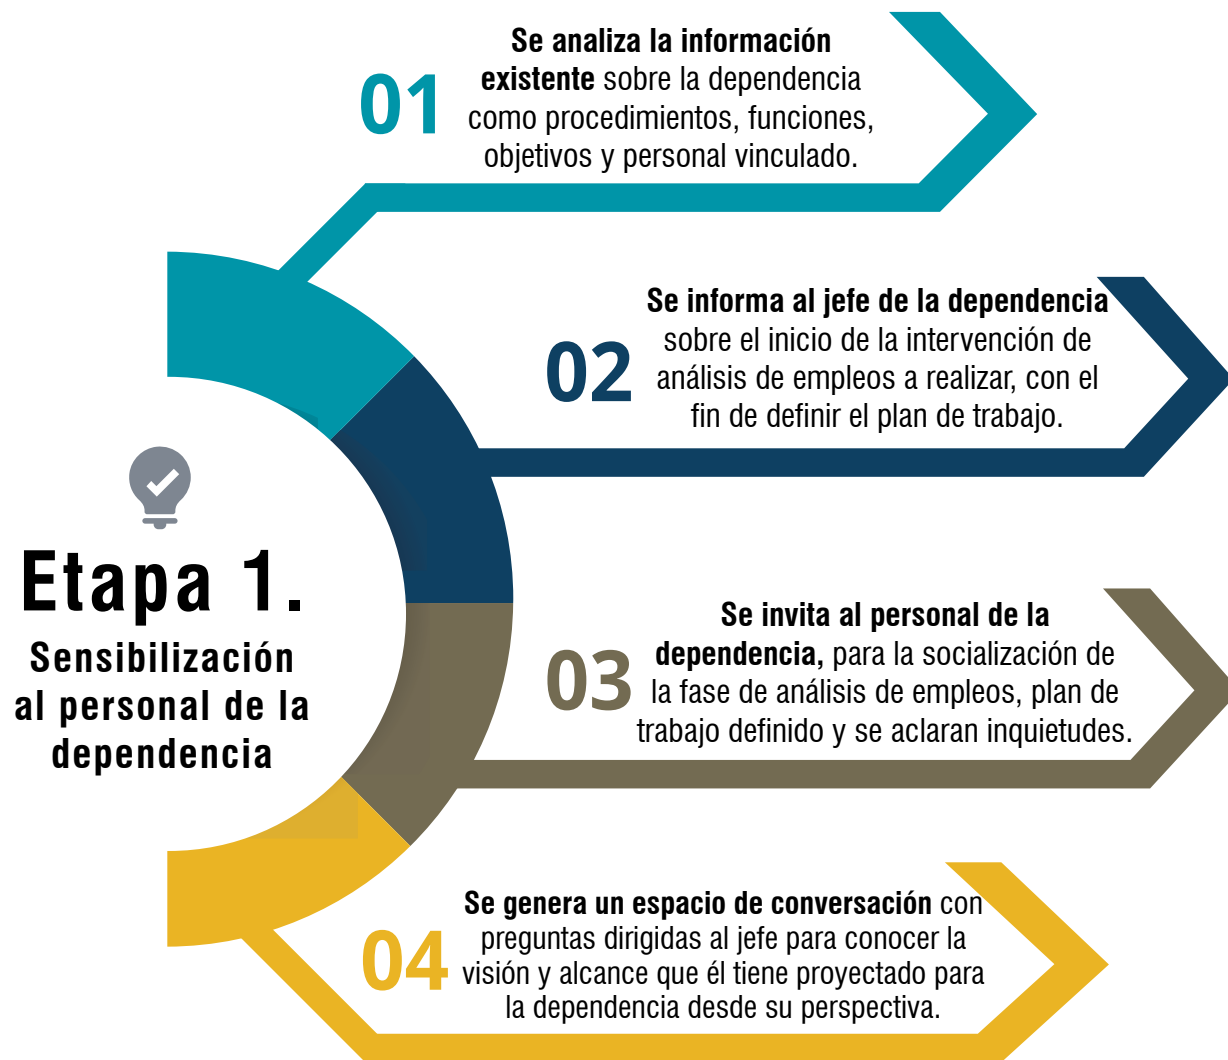 01
Se analiza la información
existente sobre la dependencia
como procedimientos, funciones,
objetivos y personal vinculado.
02
Se informa al jefe de la dependencia
sobre el inicio de la intervención de
análisis de empleos a realizar, con el
fin de definir el plan de trabajo.
Etapa 1.
Sensibilización
al personal de la
dependencia
03
Se invita al personal de la
dependencia, para la socialización de
la fase de análisis de empleos, plan de
trabajo definido y se aclaran inquietudes.
04
Se genera un espacio de conversación con
preguntas dirigidas al jefe para conocer la
visión y alcance que él tiene proyectado para
la dependencia desde su perspectiva.